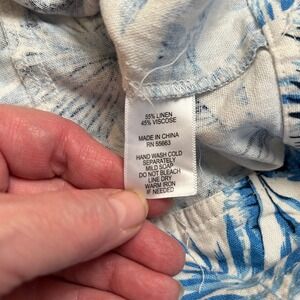 55% LINEN
45% VISCOSE
MADE IN CHINA
RN 55663
HAND WASH COLD
SEPARATELY
MILD SOAP
DO NOT BLEACH
LINE DRY
WARM IRON
IF NEEDED